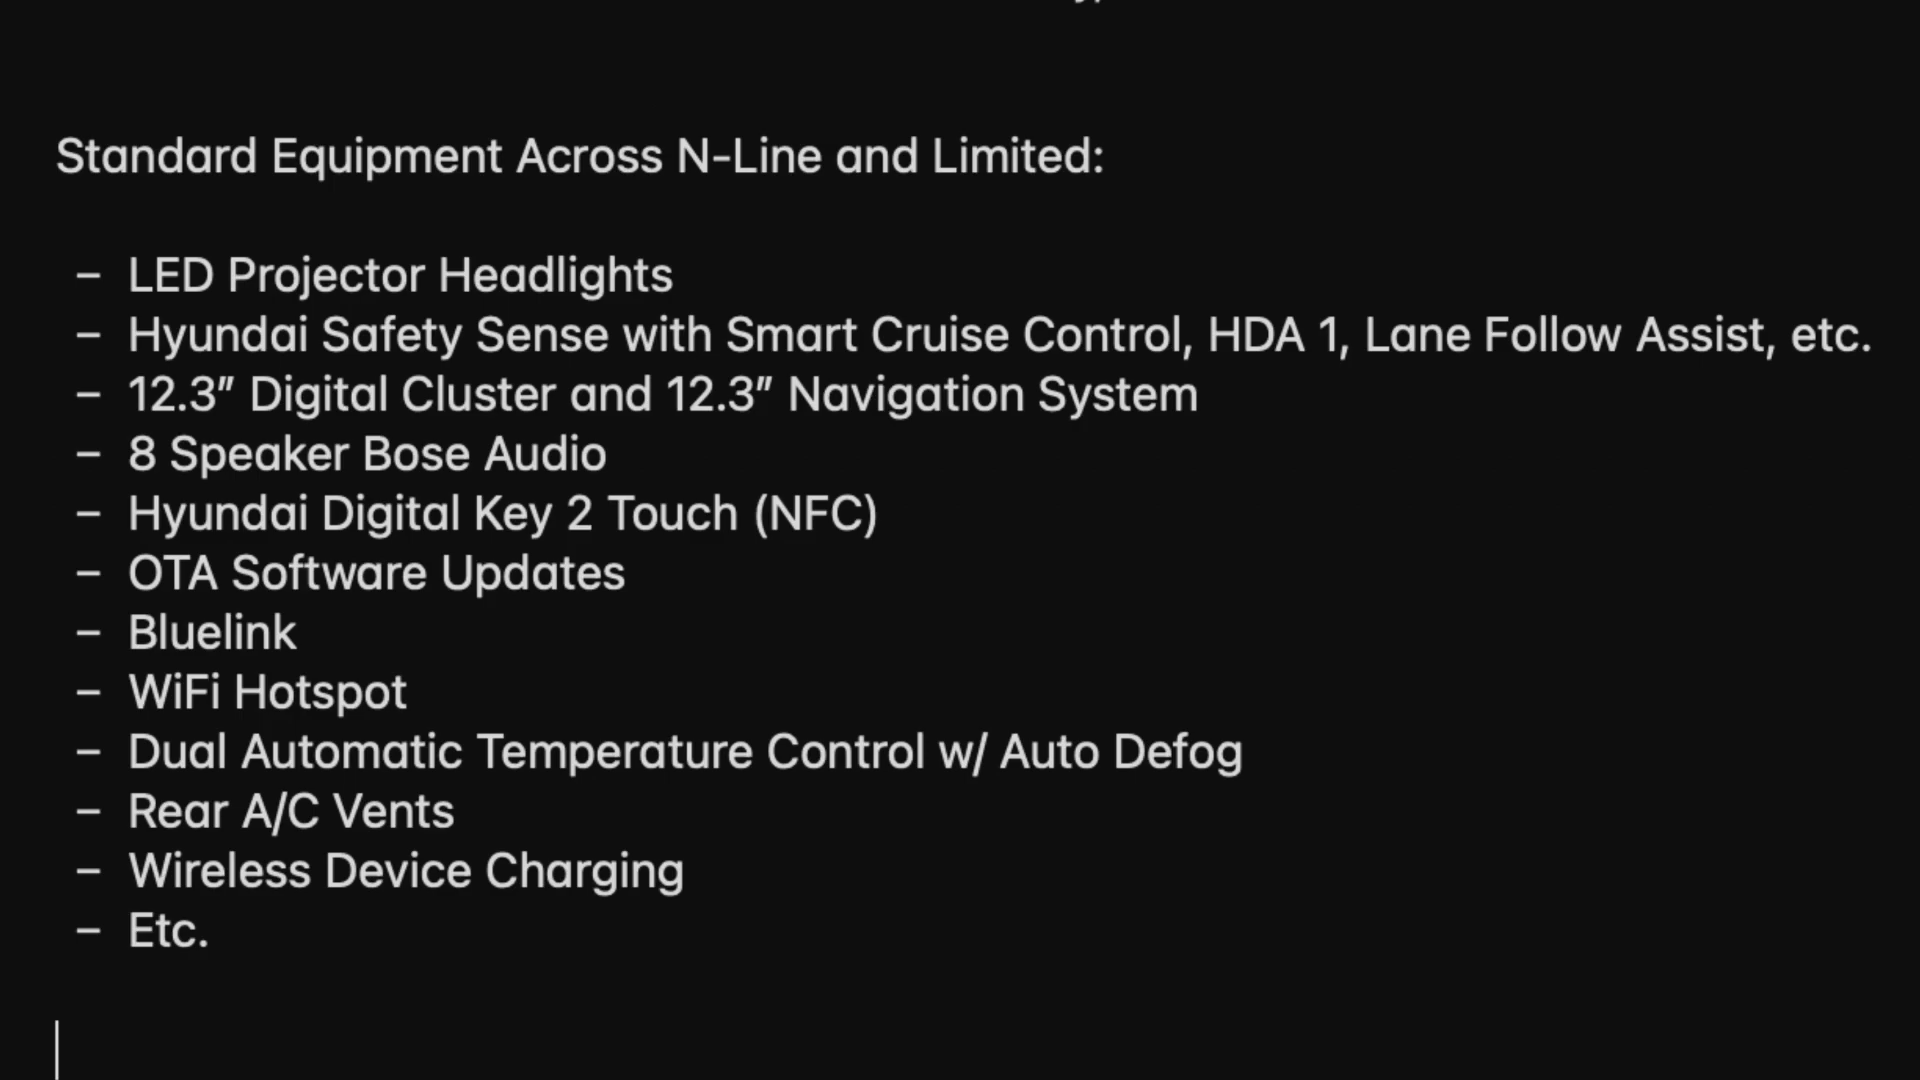 Standard Equipment Across N-Line and Limited:
– LED Projector Headlights
– Hyundai Safety Sense with Smart Cruise Control, HDA 1, Lane Follow Assist, etc.
– 12.3” Digital Cluster and 12.3” Navigation System
– 8 Speaker Bose Audio
– Hyundai Digital Key 2 Touch (NFC)
– OTA Software Updates
– Bluelink
– WiFi Hotspot
– Dual Automatic Temperature Control w/ Auto Defog
– Rear A/C Vents
– Wireless Device Charging
– Etc.